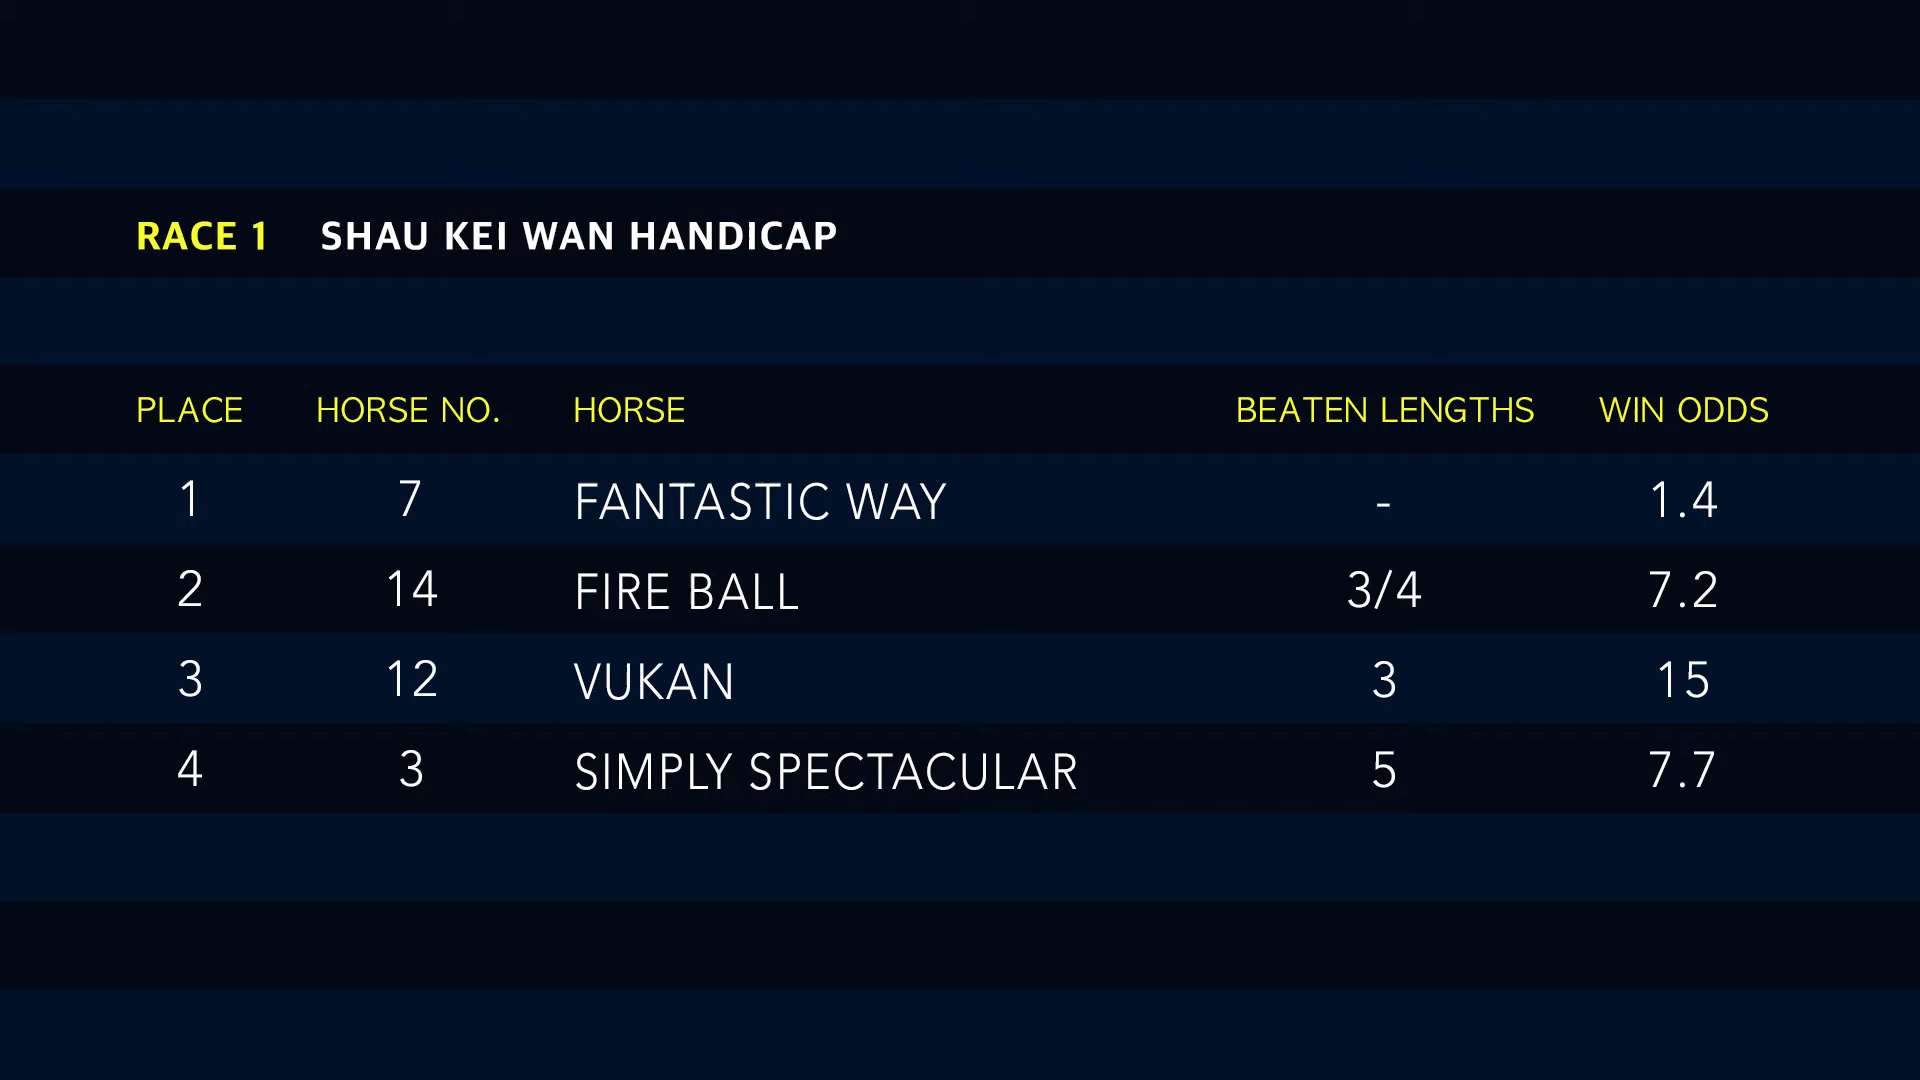 RACE 1 SHAU KEI WAN HANDICAP
PLACE HORSE NO. HORSE BEATEN LENGTHS WIN ODDS
1 7 FANTASTIC WAY - 1.4
2 14 FIRE BALL 3/4 7.2
3 12 VUKAN 3 15
4 3 SIMPLY SPECTACULAR 5 7.7